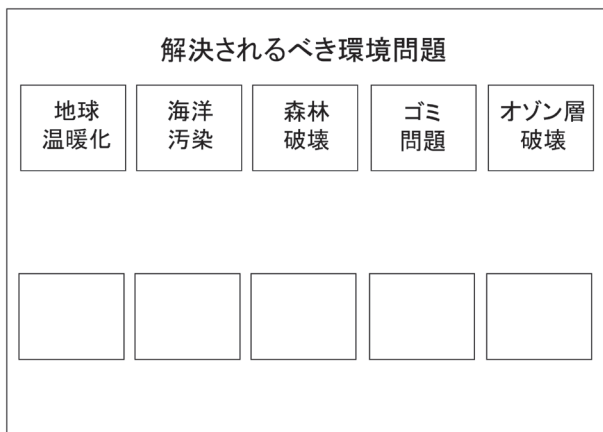 解決されるべき環境問題
地球
温暖化
海洋
汚染
森林
破壊
ゴミ
問題
オゾン層
破壊